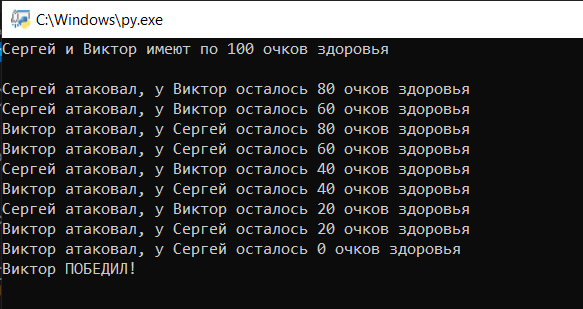 C:\Windows\py.exe
Сергей и Виктор имеют по 100 очков здоровья
Сергей атаковал, у Виктор осталось 80 очков здоровья
Сергей атаковал, у Виктор осталось 60 очков здоровья
Виктор атаковал, у Сергей осталось 80 очков здоровья
Виктор атаковал, у Сергей осталось 60 очков здоровья
Сергей атаковал, у Виктор осталось 40 очков здоровья
Виктор атаковал, у Сергей осталось 40 очков здоровья
Сергей атаковал, у Виктор осталось 20 очков здоровья
Виктор атаковал, у Сергей осталось 20 очков здоровья
Виктор атаковал, у Сергей осталось 0 очков здоровья
Виктор ПОБЕДИЛ!